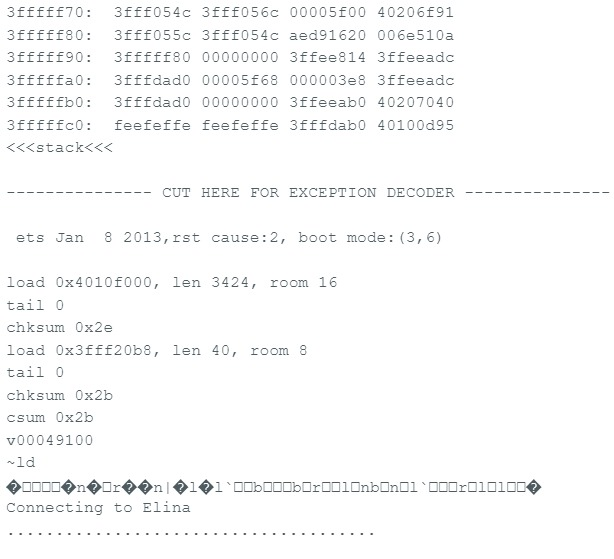 3fffff70:  3fff054c 3fff056c 00005f00 40206f91
3fffff80:  3fff055c 3fff054c aed91620 006e510a
3fffff90:  3fffff80 00000000 3ffee814 3ffeeadc
3fffffa0:  3fffdad0 00005f68 000003e8 3ffeeadc
3fffffb0:  3fffdad0 00000000 3ffeeab0 40207040
3fffffc0:  feefeffe feefeffe 3fffdab0 40100d95
<<<stack<<<
--------------- CUT HERE FOR EXCEPTION DECODER ---------------
ets Jan  8 2013,rst cause:2, boot mode:(3,6)
load 0x4010f000, len 3424, room 16
tail 0
chksum 0x2e
load 0x3fff20b8, len 40, room 8
tail 0
chksum 0x2b
csum 0x2b
v00049100
~ld
�□□□□�n�□r��n|�l�l`□□b□□□b□r□□l□nb□n□l`□□□r□l□l□□�
Connecting to Elina
......................................